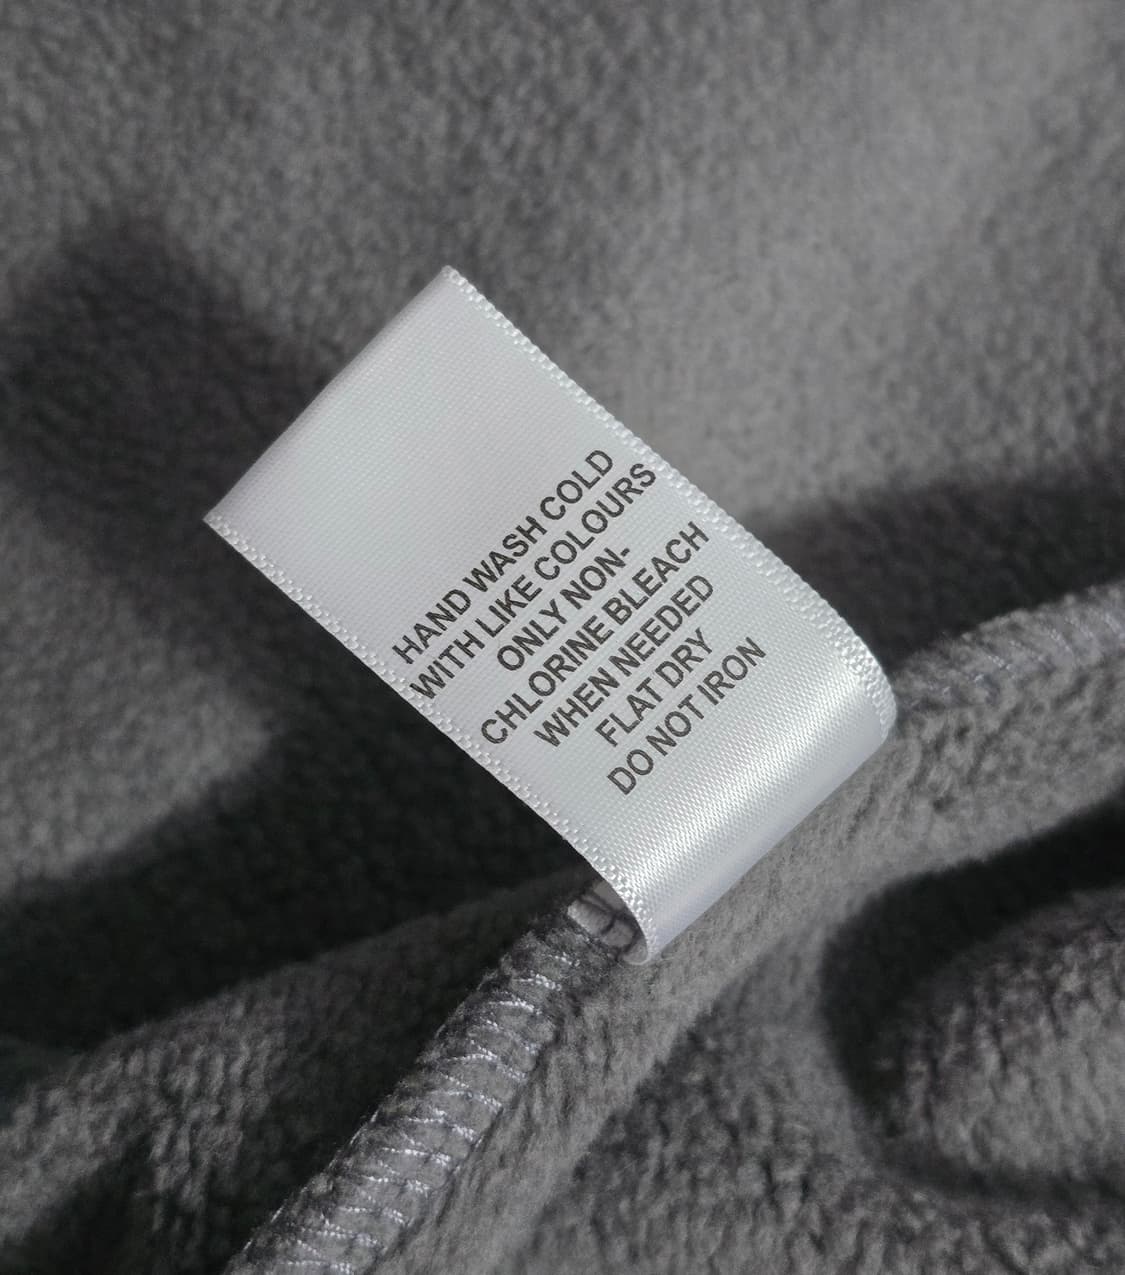 HAND WASH COLD
WITH LIKE COLOURS
ONLY NON-
CHLORINE BLEACH
WHEN NEEDED
FLAT DRY
DO NOT IRON